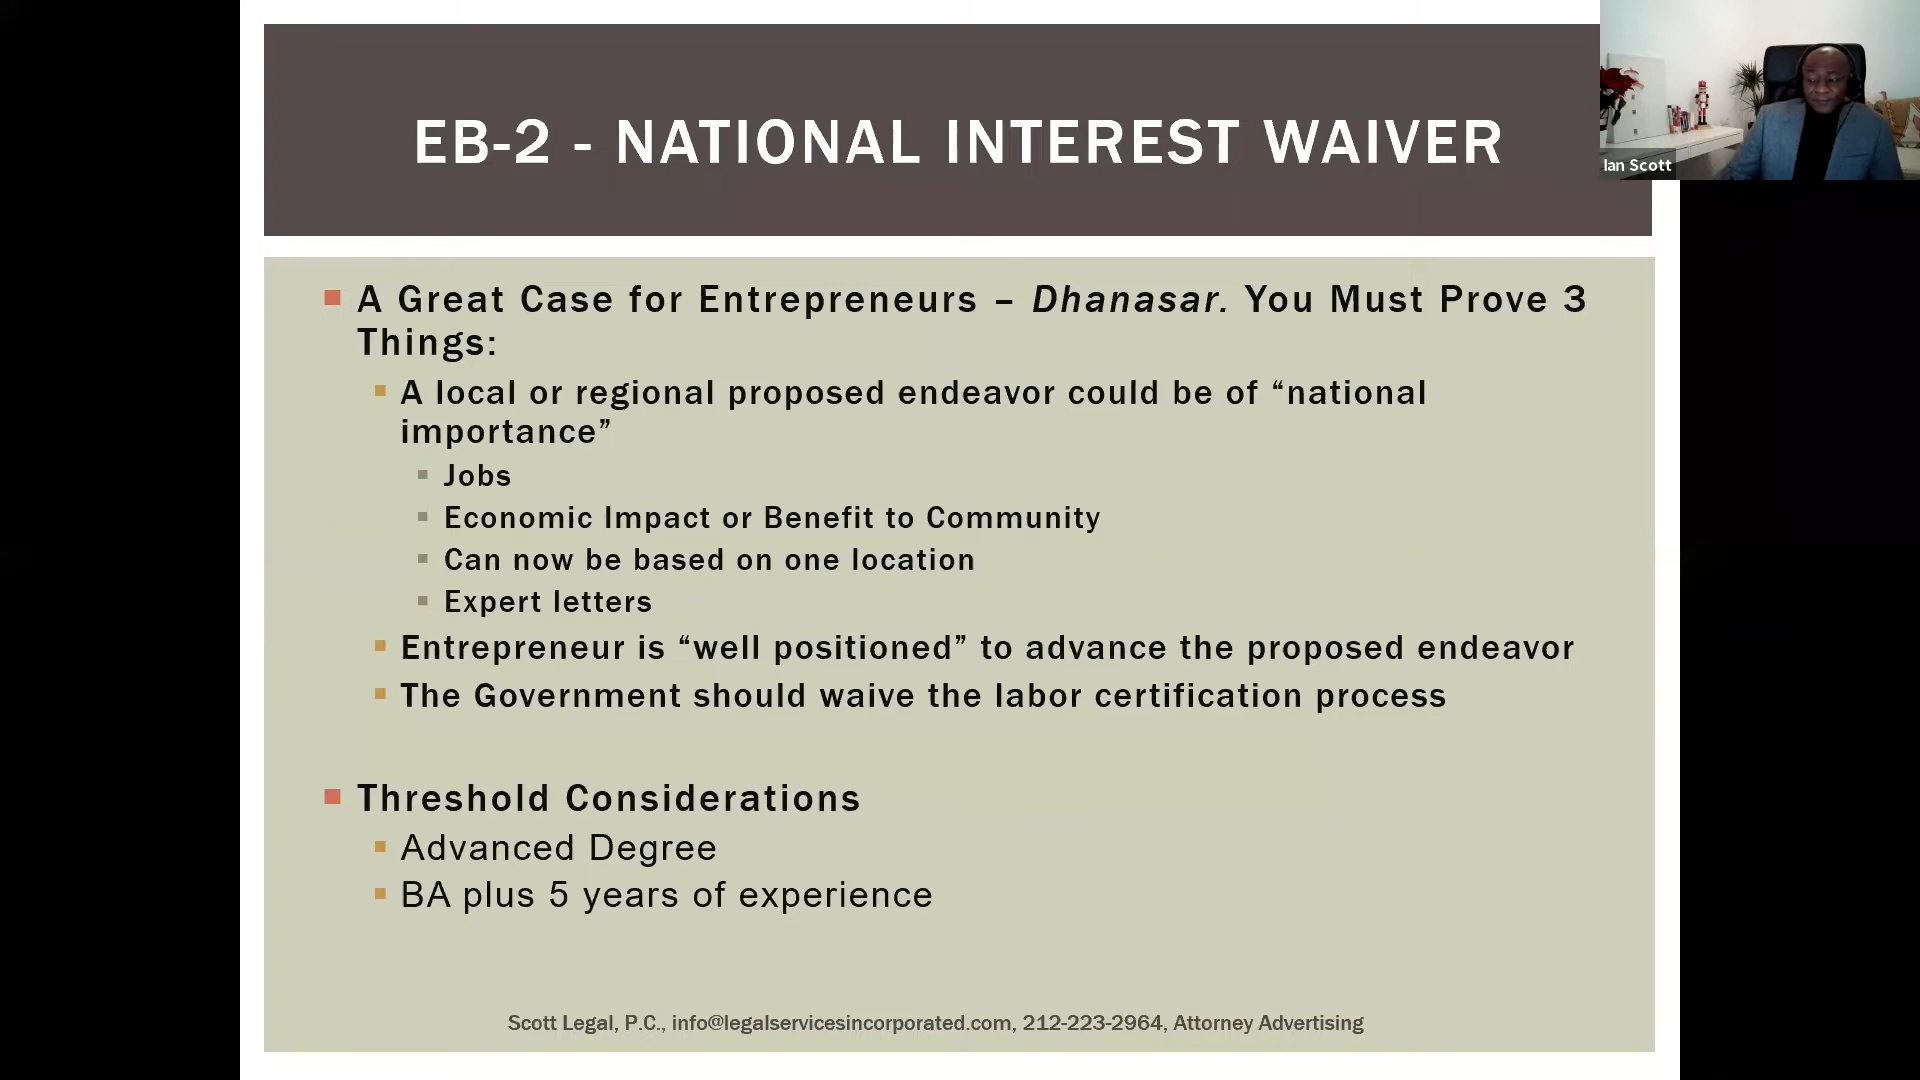 EB-2 - NATIONAL INTEREST WAIVER
Ian Scott
A Great Case for Entrepreneurs – Dhanasar. You Must Prove 3
Things:
A local or regional proposed endeavor could be of “national
importance”
Jobs
Economic Impact or Benefit to Community
Can now be based on one location
Expert letters
Entrepreneur is “well positioned” to advance the proposed endeavor
The Government should waive the labor certification process
Threshold Considerations
Advanced Degree
BA plus 5 years of experience
Scott Legal, P.C., info@legalservicesincorporated.com, 212-223-2964, Attorney Advertising